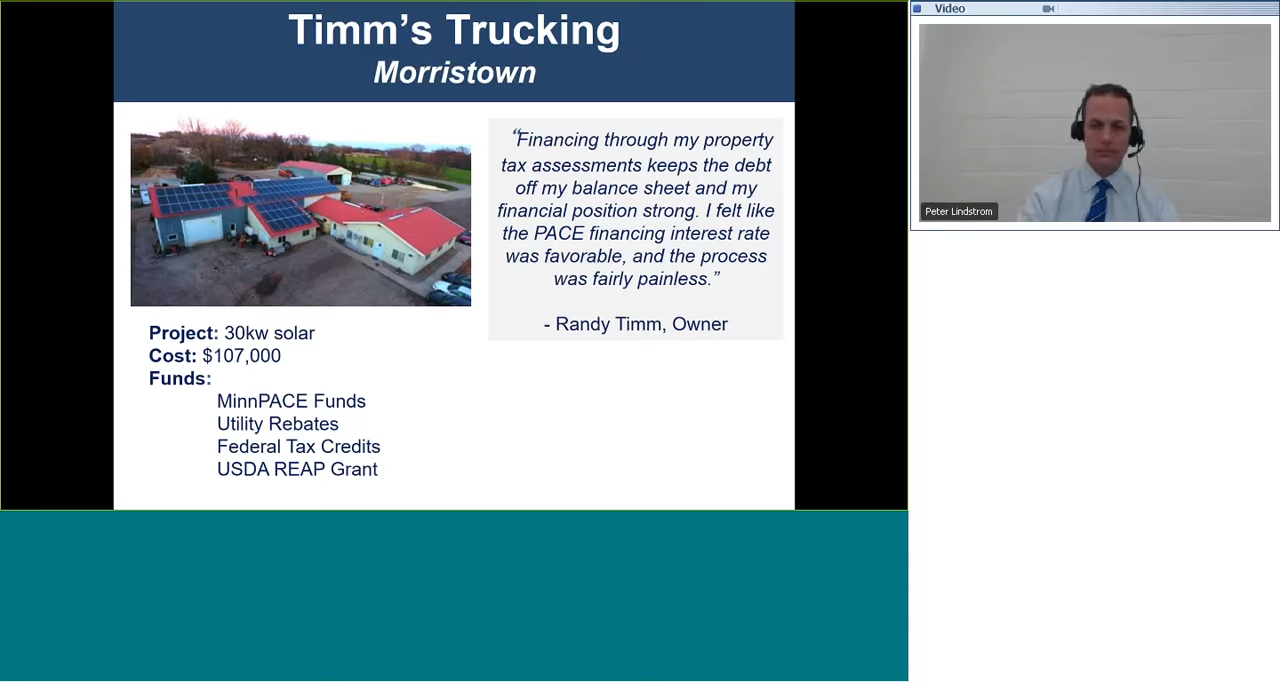 Timm’s Trucking
Morristown
“Financing through my property
tax assessments keeps the debt
off my balance sheet and my
financial position strong. I felt like
the PACE financing interest rate
was favorable, and the process
was fairly painless.”
- Randy Timm, Owner
Project: 30kw solar
Cost: $107,000
Funds:
MinnPACE Funds
Utility Rebates
Federal Tax Credits
USDA REAP Grant
Video
Peter Lindstrom